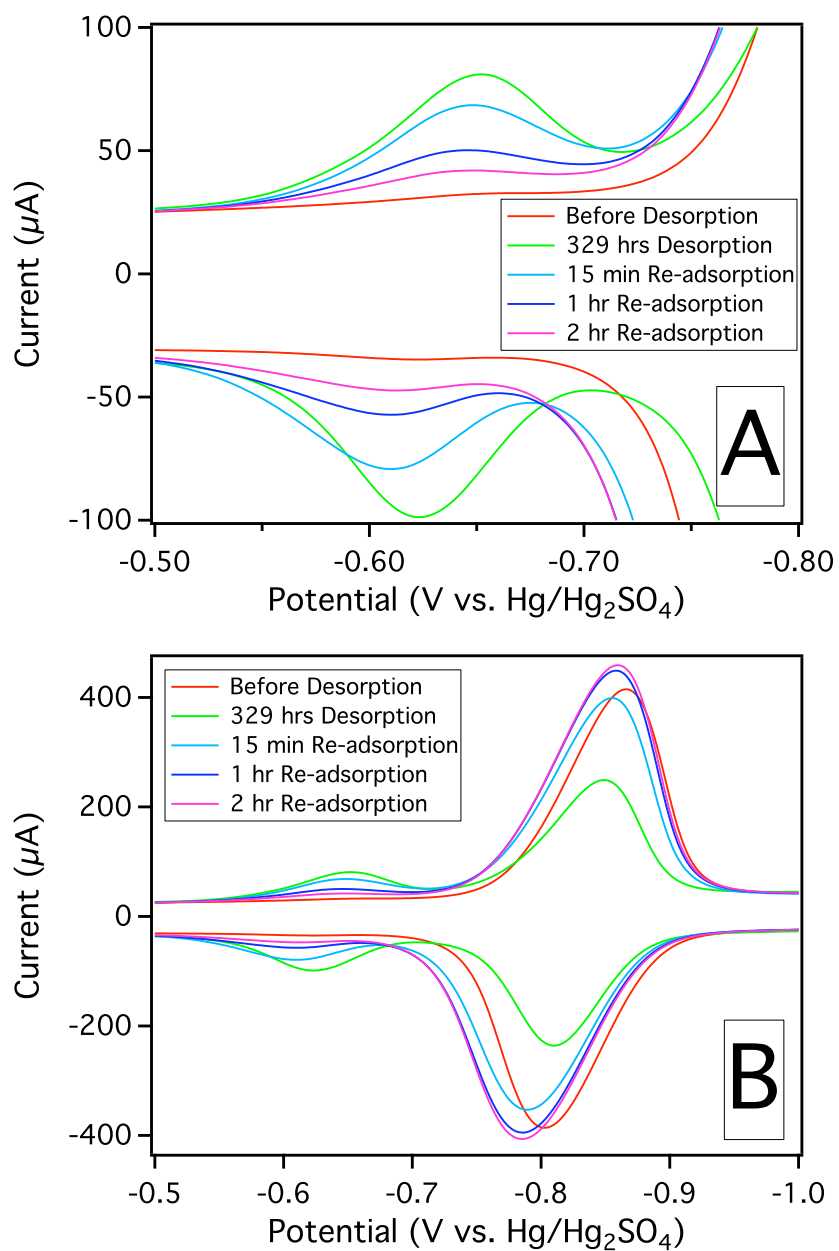 100
50
0
-50
-100
Current (µA)
Before Desorption
329 hrs Desorption
15 min Re-adsorption
1 hr Re-adsorption
2 hr Re-adsorption
A
-0.50
-0.60
-0.70
-0.80
Potential (V vs. Hg/Hg₂SO₄)
400
200
0
-200
-400
Current (µA)
Before Desorption
329 hrs Desorption
15 min Re-adsorption
1 hr Re-adsorption
2 hr Re-adsorption
B
-0.5
-0.6
-0.7
-0.8
-0.9
-1.0
Potential (V vs. Hg/Hg₂SO₄)